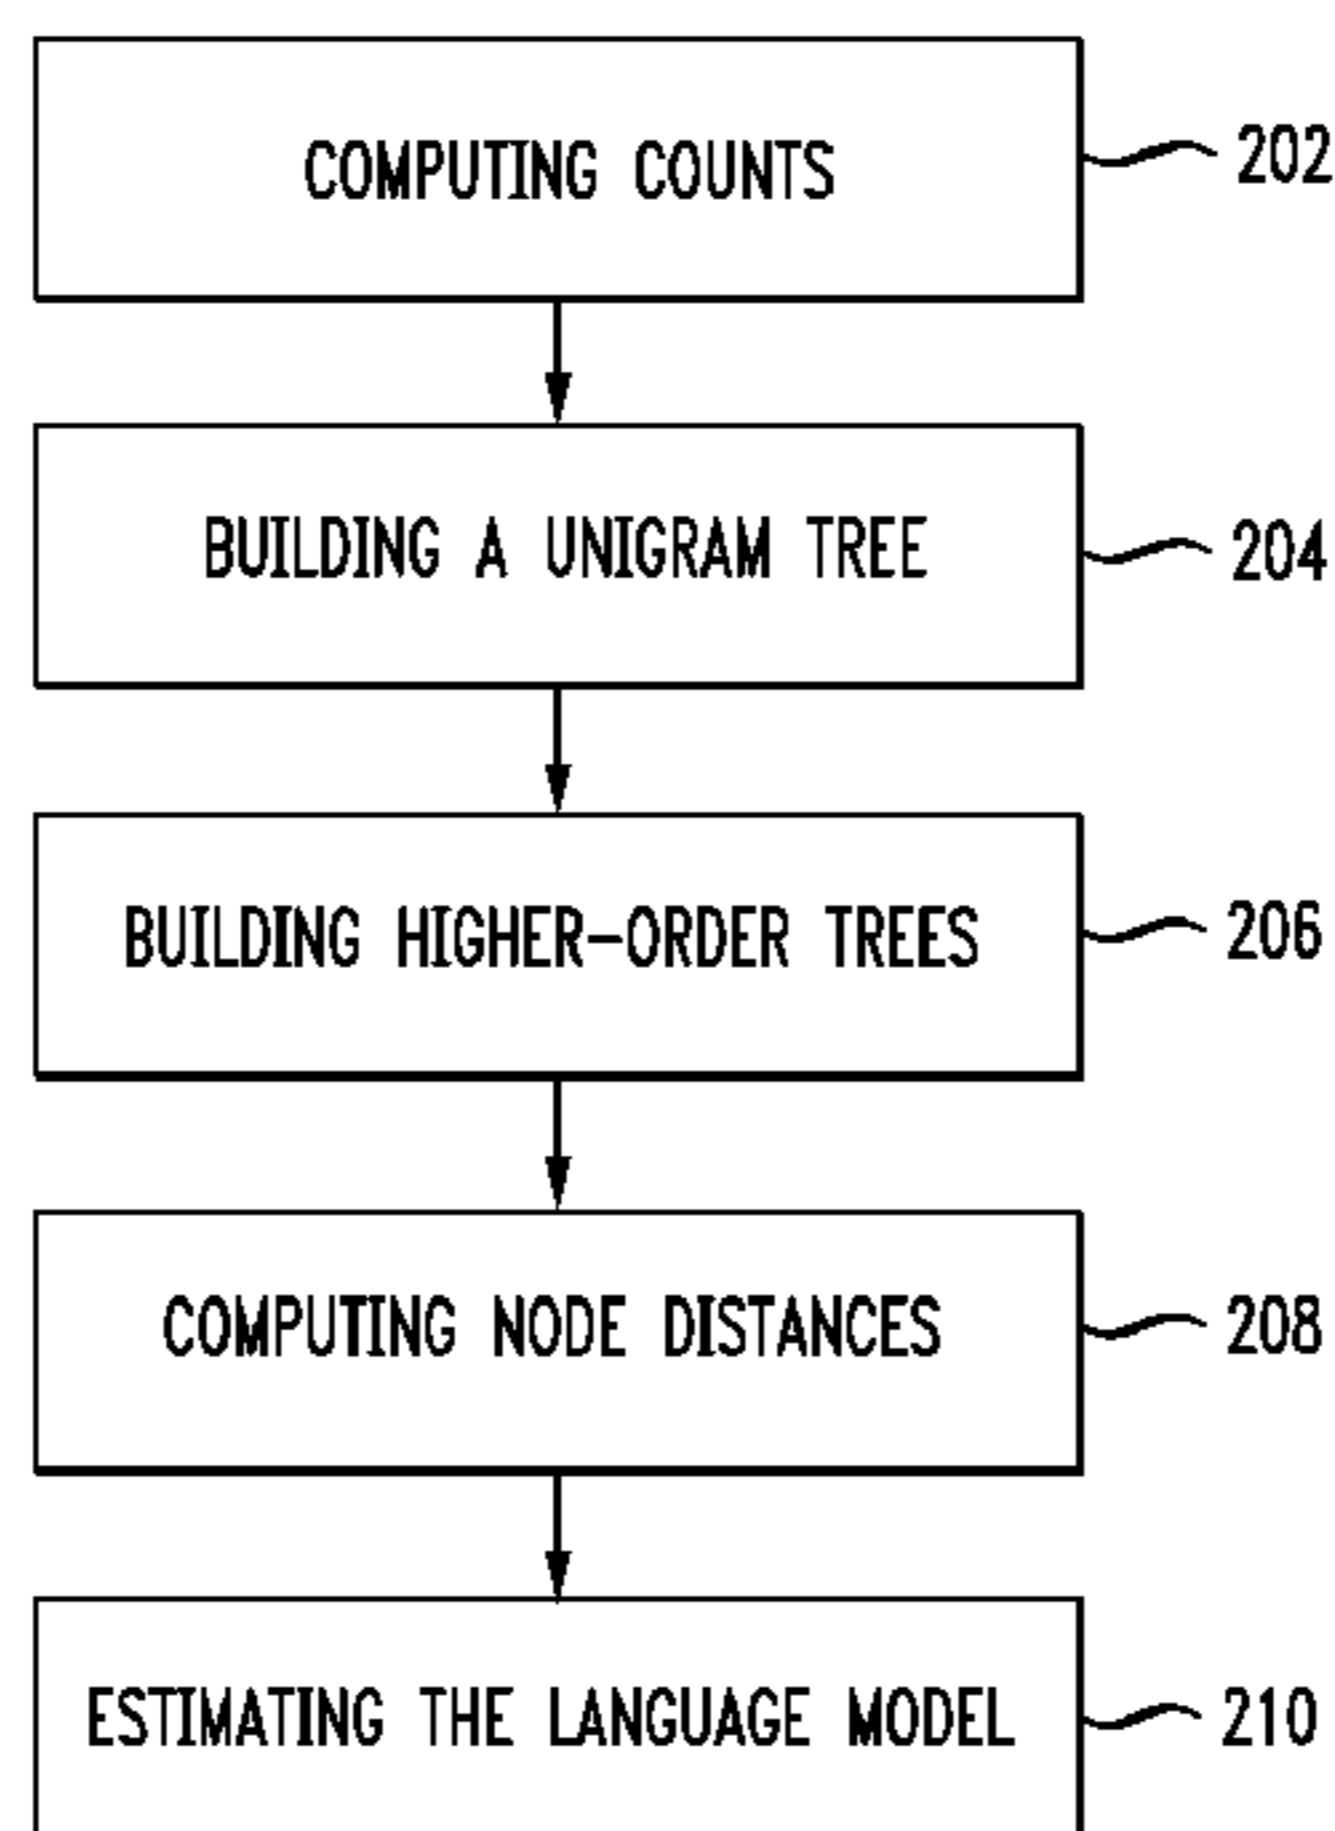 COMPUTING COUNTS 202
BUILDING A UNIGRAM TREE 204
BUILDING HIGHER-ORDER TREES 206
COMPUTING NODE DISTANCES 208
ESTIMATING THE LANGUAGE MODEL 210